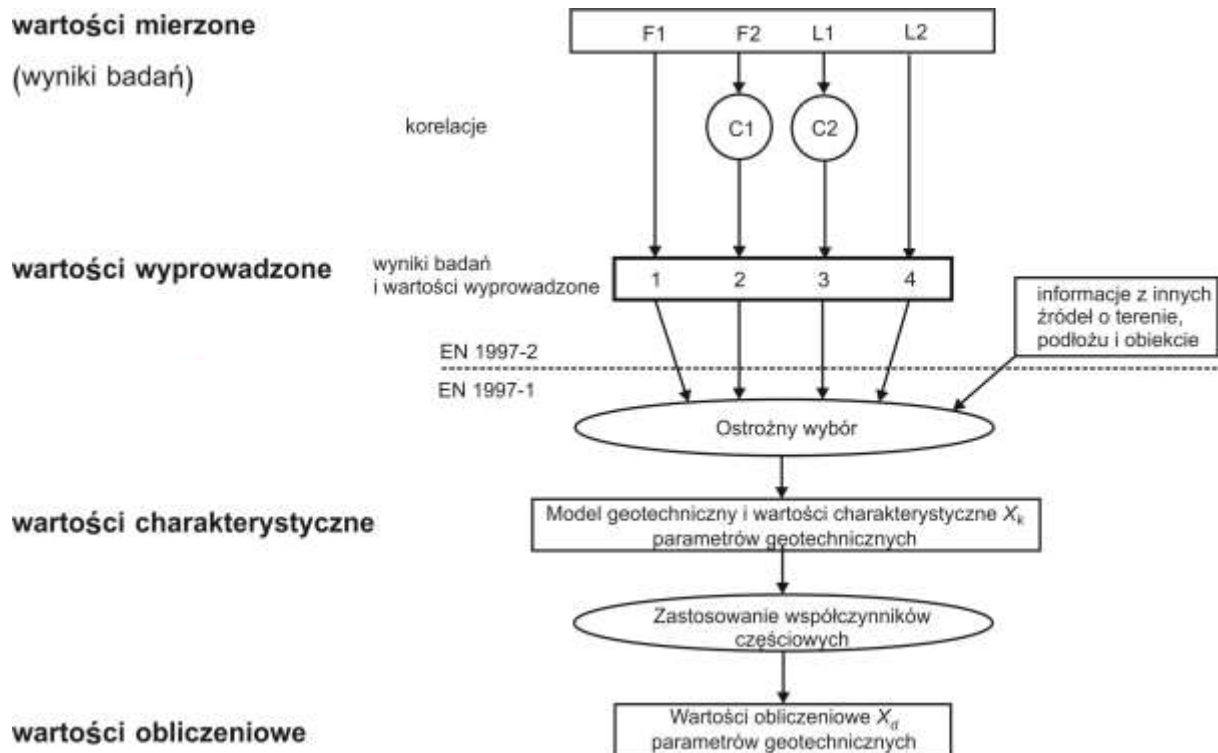 wartości mierzone
F1 F2 L1 L2
(wyniki badań)
korelacje
C1 C2
wartości wyprowadzone
wyniki badań
i wartości wyprowadzone
1 2 3 4
informacje z innych
źródeł o terenie,
podłożu i obiekcie
EN 1997-2
EN 1997-1
Ostrożny wybór
wartości charakterystyczne
Model geotechniczny i wartości charakterystyczne Xk
parametrów geotechnicznych
Zastosowanie współczynników
częściowych
wartości obliczeniowe
Wartości obliczeniowe Xd
parametrów geotechnicznych